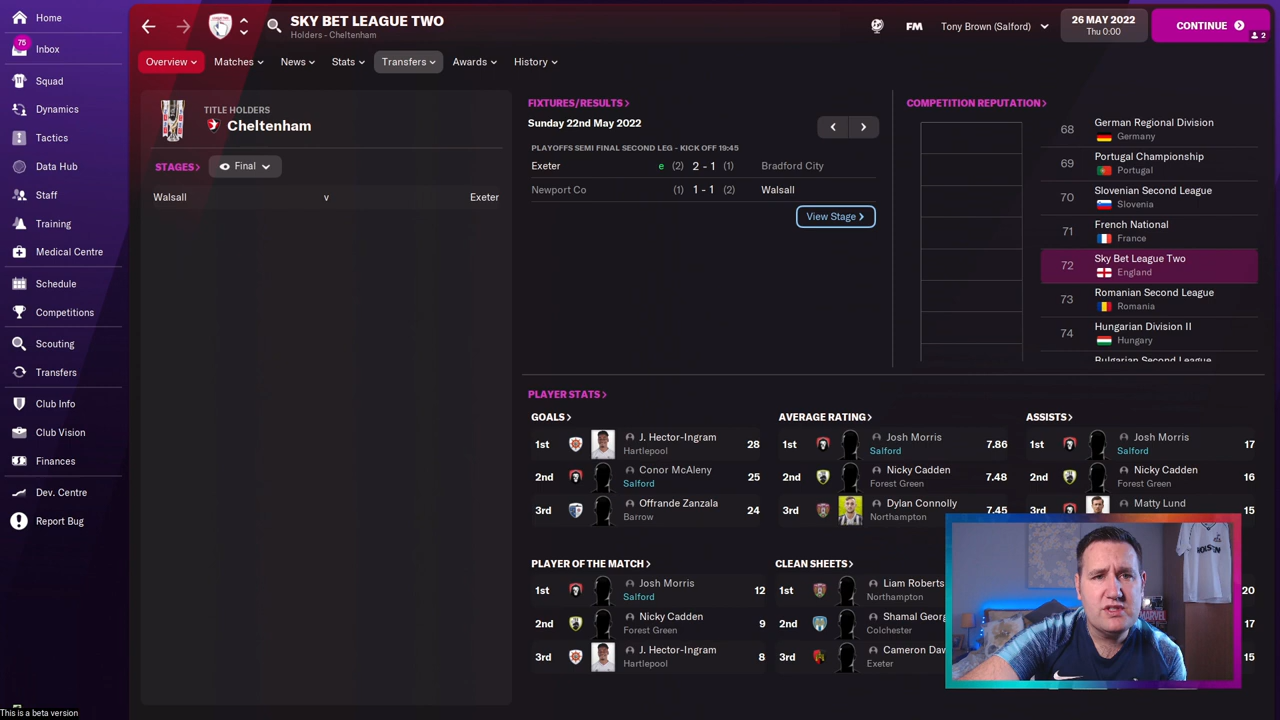 Home
SKY BET LEAGUE TWO
Holders - Cheltenham
FM
Tony Brown (Salford)
26 MAY 2022
Thu 0:00
CONTINUE
2
75
Inbox
Overview
Matches
News
Stats
Transfers
Awards
History
Squad
Dynamics
Tactics
Data Hub
Staff
Training
Medical Centre
Schedule
Competitions
Scouting
Transfers
Club Info
Club Vision
Finances
Dev. Centre
Report Bug
This is a beta version
TITLE HOLDERS
Cheltenham
STAGES
Final
Walsall v Exeter
FIXTURES/RESULTS
Sunday 22nd May 2022
PLAYOFFS SEMI FINAL SECOND LEG - KICK OFF 19:45
Exeter e (2) 2 - 1 (1) Bradford City
Newport Co (1) 1 - 1 (2) Walsall
View Stage
COMPETITION REPUTATION
68 German Regional Division
Germany
69 Portugal Championship
Portugal
70 Slovenian Second League
Slovenia
71 French National
France
72 Sky Bet League Two
England
73 Romanian Second League
Romania
74 Hungarian Division II
Hungary
Bulgarian Second League
PLAYER STATS
GOALS
1st J. Hector-Ingram 28
Hartlepool
2nd Conor McAleny 25
Salford
3rd Offrande Zanzala 24
Barrow
AVERAGE RATING
1st Josh Morris 7.86
Salford
2nd Nicky Cadden 7.48
Forest Green
3rd Dylan Connolly 7.45
Northampton
ASSISTS
1st Josh Morris 17
Salford
2nd Nicky Cadden 16
Forest Green
3rd Matty Lund 15
PLAYER OF THE MATCH
1st Josh Morris 12
Salford
2nd Nicky Cadden 9
Forest Green
3rd J. Hector-Ingram 8
Hartlepool
CLEAN SHEETS
1st Liam Roberts 20
Northampton
2nd Shamal Geor 17
Colchester
3rd Cameron Daw 15
Exeter